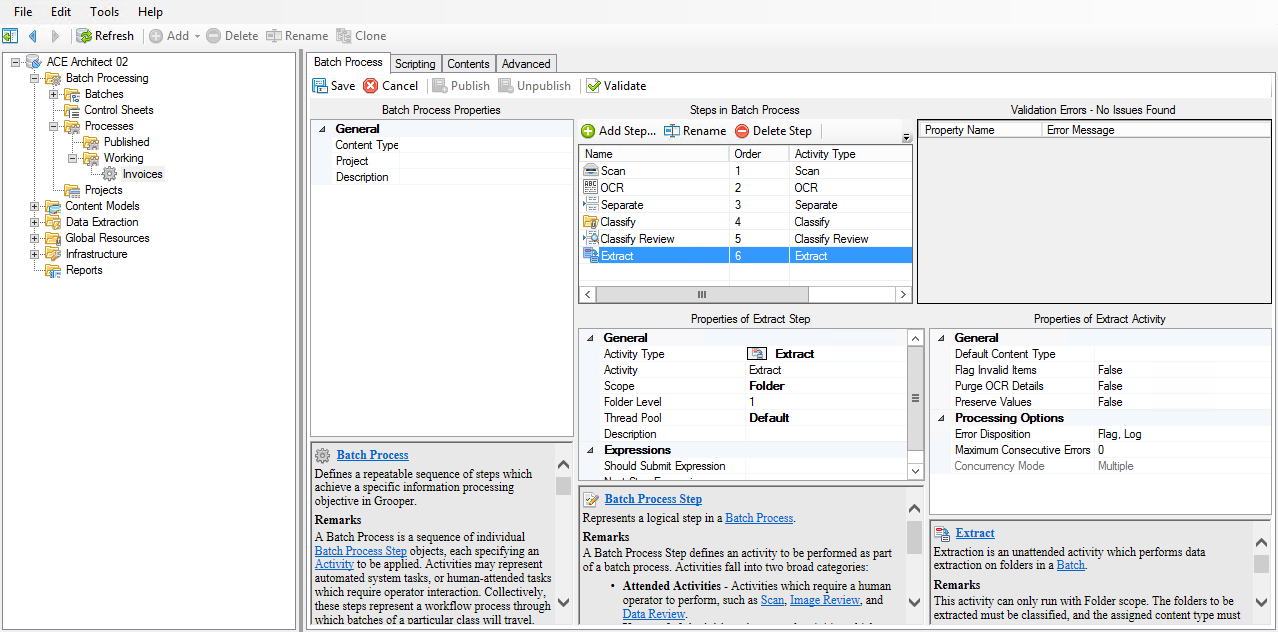 File Edit Tools Help
Refresh Add Delete Rename Clone
ACE Architect 02
Batch Processing
Batches
Control Sheets
Processes
Published
Working
Invoices
Projects
Content Models
Data Extraction
Global Resources
Infrastructure
Reports
Batch Process Scripting Contents Advanced
Save Cancel Publish Unpublish Validate
Batch Process Properties
General
Content Type
Project
Description
Batch Process
Defines a repeatable sequence of steps which
achieve a specific information processing
objective in Grooper.
Remarks
A Batch Process is a sequence of individual
Batch Process Step objects, each specifying an
Activity to be applied. Activities may represent
automated system tasks, or human-attended tasks
which require operator interaction. Collectively,
these steps represent a workflow process through
which batches of a particular class will travel.
Steps in Batch Process
Add Step... Rename Delete Step
Name Order Activity Type
Scan 1 Scan
OCR 2 OCR
Separate 3 Separate
Classify 4 Classify
Classify Review 5 Classify Review
Extract 6 Extract
Validation Errors - No Issues Found
Property Name Error Message
Properties of Extract Step
General
Activity Type Extract
Activity Extract
Scope Folder
Folder Level 1
Thread Pool Default
Description
Expressions
Should Submit Expression
Batch Process Step
Represents a logical step in a Batch Process.
Remarks
A Batch Process Step defines an activity to be performed as part
of a batch process. Activities fall into two broad categories:
• Attended Activities - Activities which require a human
operator to perform, such as Scan, Image Review, and
Data Review.
Properties of Extract Activity
General
Default Content Type
Flag Invalid Items False
Purge OCR Details False
Preserve Values False
Processing Options
Error Disposition Flag, Log
Maximum Consecutive Errors 0
Concurrency Mode Multiple
Extract
Extraction is an unattended activity which performs data
extraction on folders in a Batch.
Remarks
This activity can only run with Folder scope. The folders to be
extracted must be classified, and the assigned content type must